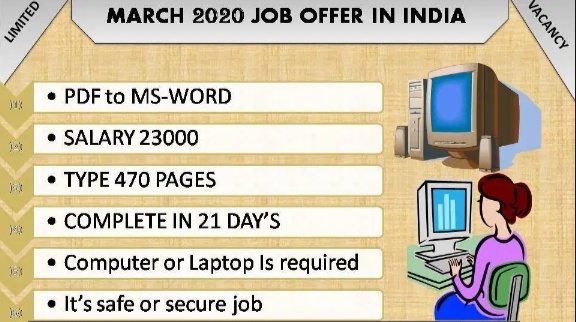 LIMITED
MARCH 2020 JOB OFFER IN INDIA
VACANCY
• PDF to MS-WORD
• SALARY 23000
• TYPE 470 PAGES
• COMPLETE IN 21 DAY'S
• Computer or Laptop Is required
• It's safe or secure job